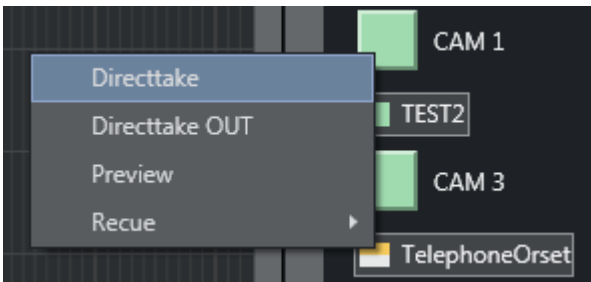 CAM 1
Directtake
TEST2
Directtake OUT
Preview
CAM 3
Recue
TelephoneOrset